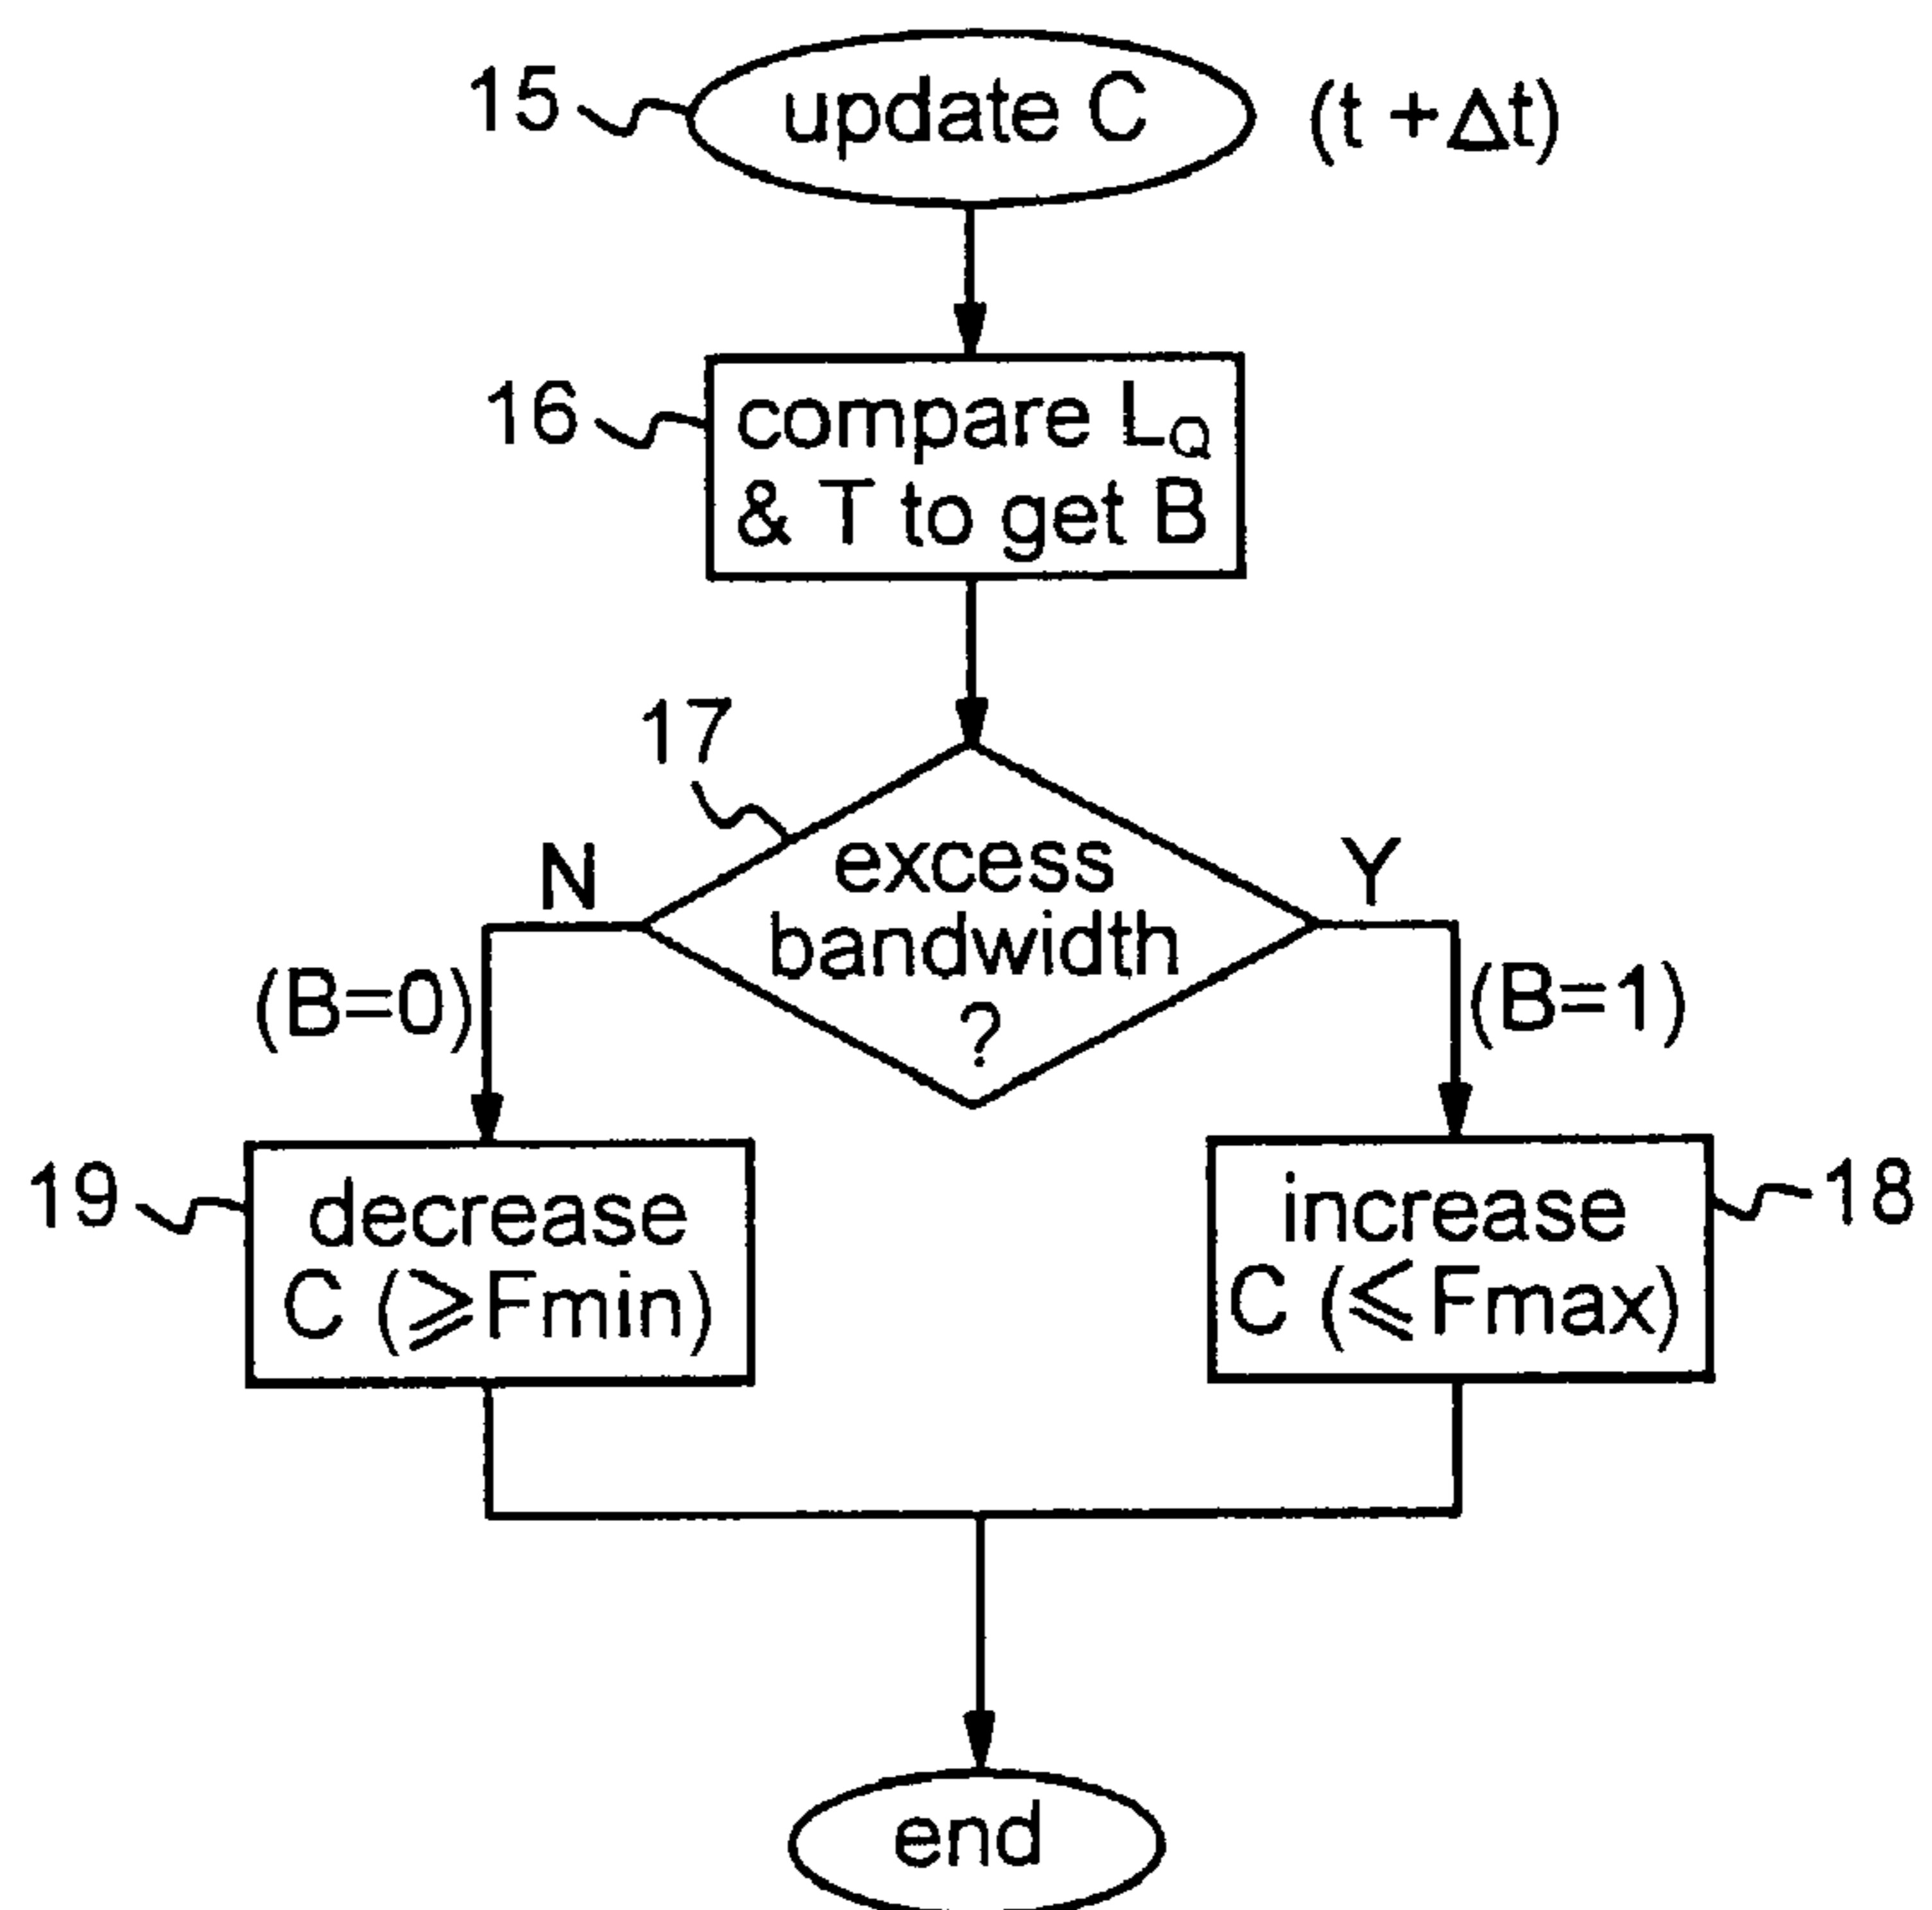 15
update C
(t +Δt)
16
compare L_Q
& T to get B
17
N
excess
bandwidth
?
Y
(B=0)
(B=1)
19
decrease
C (⩾Fmin)
increase
C (⩽Fmax)
18
end